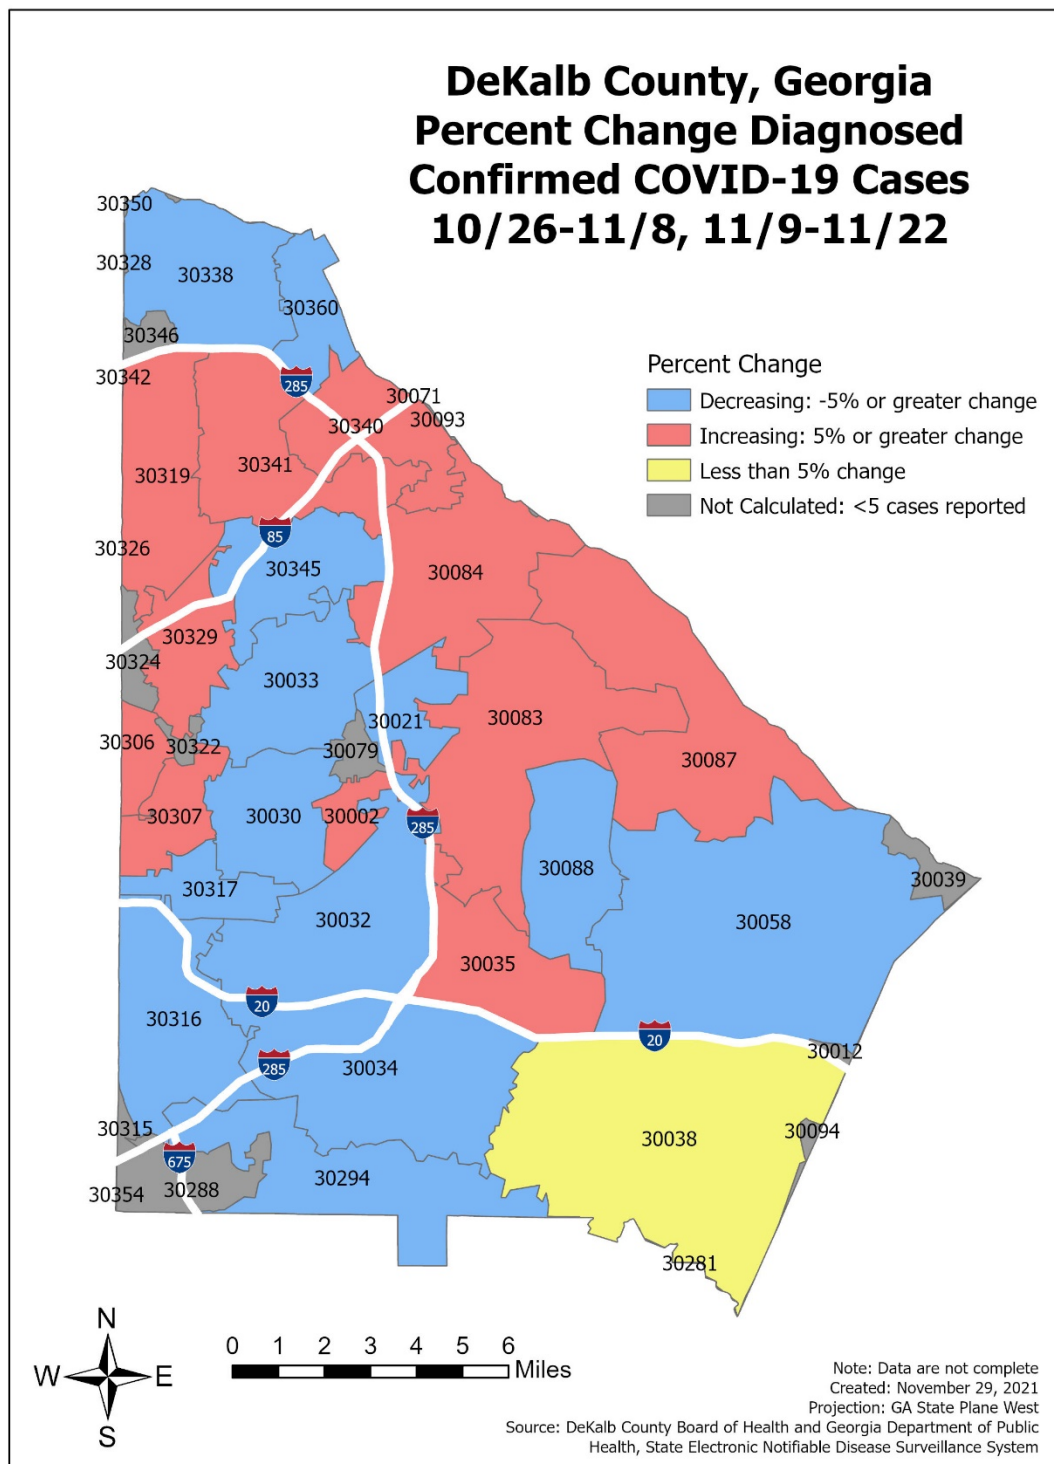 DeKalb County, Georgia
Percent Change Diagnosed
Confirmed COVID-19 Cases
10/26-11/8, 11/9-11/22
30350
30328
30338
30360
30346
30342
285
30071
30340
30093
30319
30341
Percent Change
Decreasing: -5% or greater change
Increasing: 5% or greater change
Less than 5% change
Not Calculated: <5 cases reported
85
30326
30345
30084
30329
30324
30033
30021
30083
30306
30322
30079
30087
30307
30030
30002
285
30088
30039
30317
30032
30058
30035
20
30316
20
30012
285
30034
30315
30038
30094
675
30354
30288
30294
30281
N
W
E
S
0 1 2 3 4 5 6
Miles
Note: Data are not complete
Created: November 29, 2021
Projection: GA State Plane West
Source: DeKalb County Board of Health and Georgia Department of Public
Health, State Electronic Notifiable Disease Surveillance System